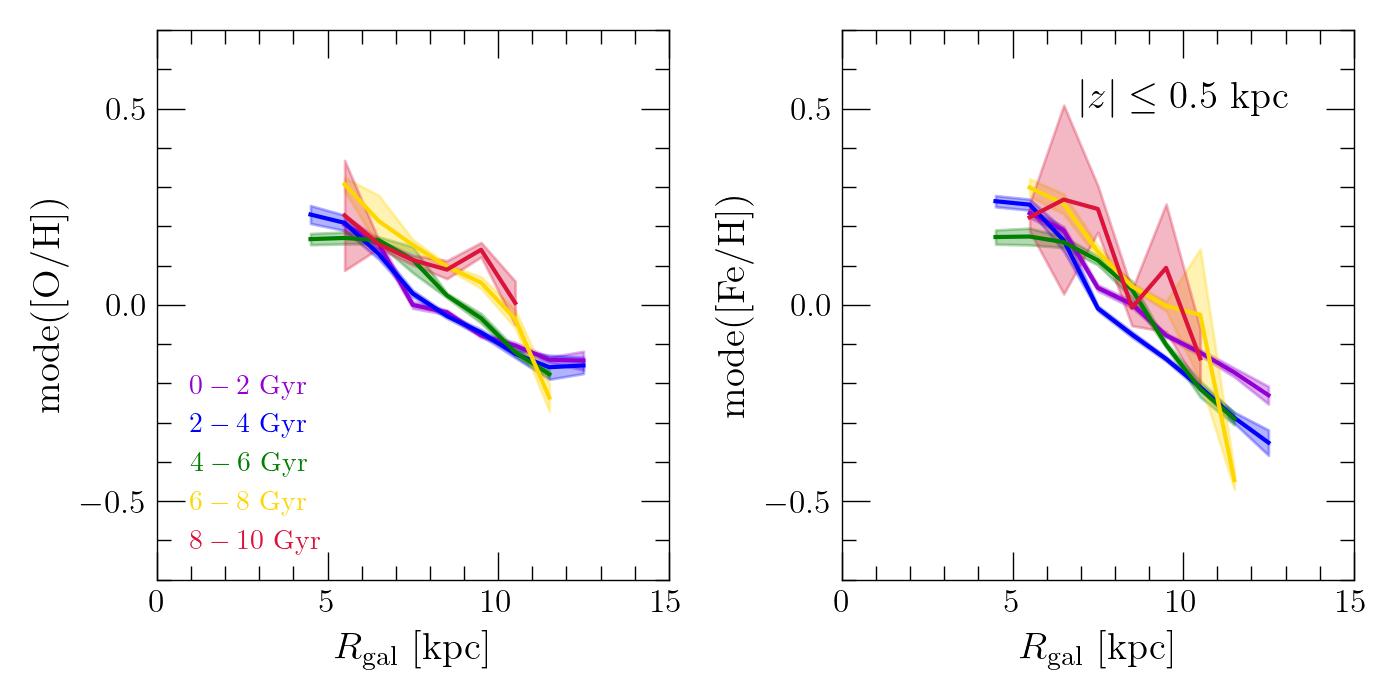 mode([O/H])
0.5
0.0
−0.5
0 − 2 Gyr
2 − 4 Gyr
4 − 6 Gyr
6 − 8 Gyr
8 − 10 Gyr
0 5 10 15
R_gal [kpc]
mode([Fe/H])
|z| ≤ 0.5 kpc
0.5
0.0
−0.5
0 5 10 15
R_gal [kpc]